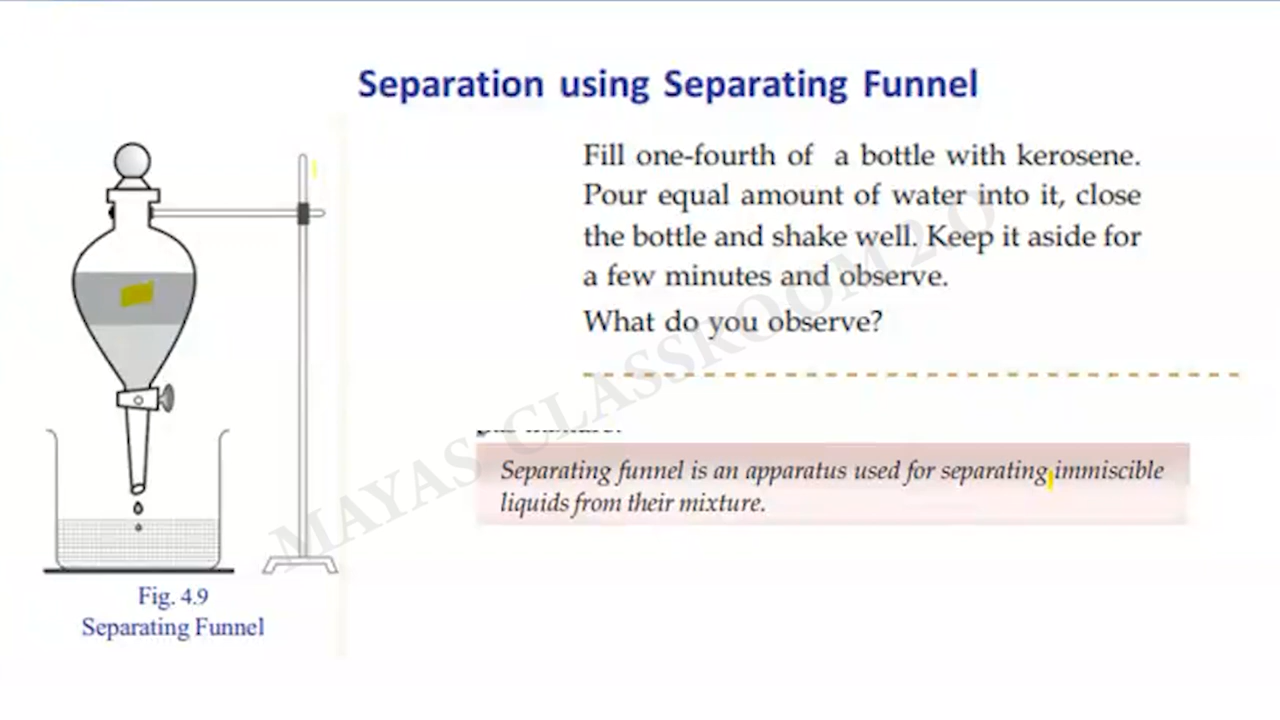 Separation using Separating Funnel
Fill one-fourth of a bottle with kerosene.
Pour equal amount of water into it, close
the bottle and shake well. Keep it aside for
a few minutes and observe.
What do you observe?
Separating funnel is an apparatus used for separating immiscible
liquids from their mixture.
MAYAS CLASSROOM 2.O
Fig. 4.9
Separating Funnel